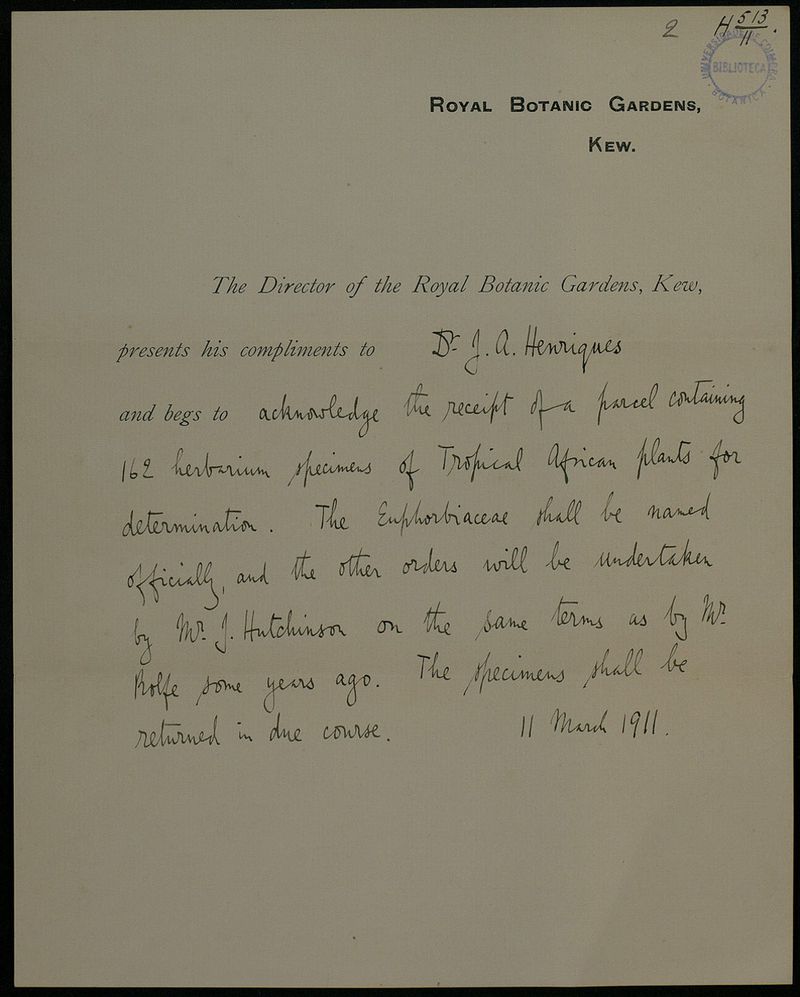 2 H 513/11.
UNIVERSIDADE DE COIMBRA
BIBLIOTECA
BOTANICA
ROYAL BOTANIC GARDENS,
KEW.
The Director of the Royal Botanic Gardens, Kew,
presents his compliments to Dr. J. A. Henriques
and begs to acknowledge the receipt of a parcel containing
162 herbarium specimens of Tropical African plants for
determination. The Euphorbiaceae shall be named
officially, and the other orders will be undertaken
by Mr. J. Hutchinson on the same terms as by Mr.
Rolfe some years ago. The specimens shall be
returned in due course. 11 March 1911.